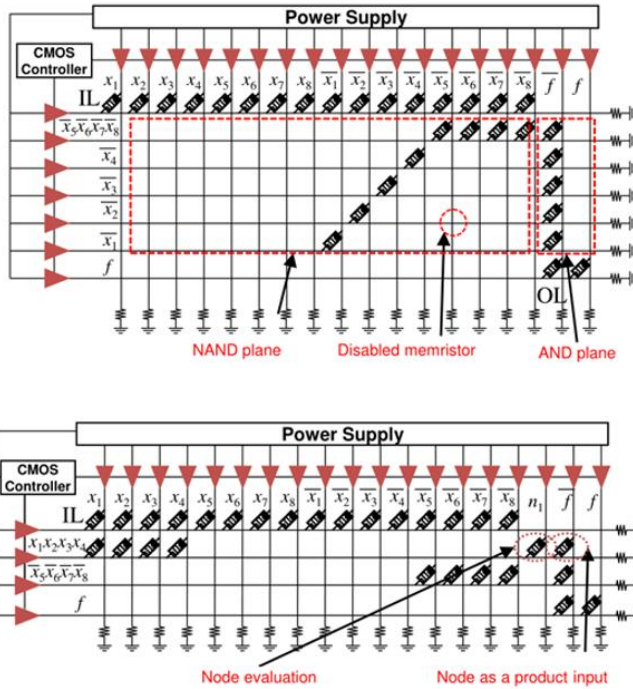 Power Supply
CMOS
Controller
x₁ x₂ x₃ x₄ x₅ x₆ x₇ x₈ x̅₁ x̅₂ x̅₃ x̅₄ x̅₅ x̅₆ x̅₇ x̅₈ f̅ f
IL
x̅₅x̅₆x̅₇x̅₈
x̅₄
x̅₃
x̅₂
x̅₁
f
OL
NAND plane Disabled memristor AND plane
Power Supply
CMOS
Controller
x₁ x₂ x₃ x₄ x₅ x₆ x₇ x₈ x̅₁ x̅₂ x̅₃ x̅₄ x̅₅ x̅₆ x̅₇ x̅₈ n₁ f̅ f
IL
x₁x₂x₃x₄
x̅₅x̅₆x̅₇x̅₈
f
Node evaluation Node as a product input